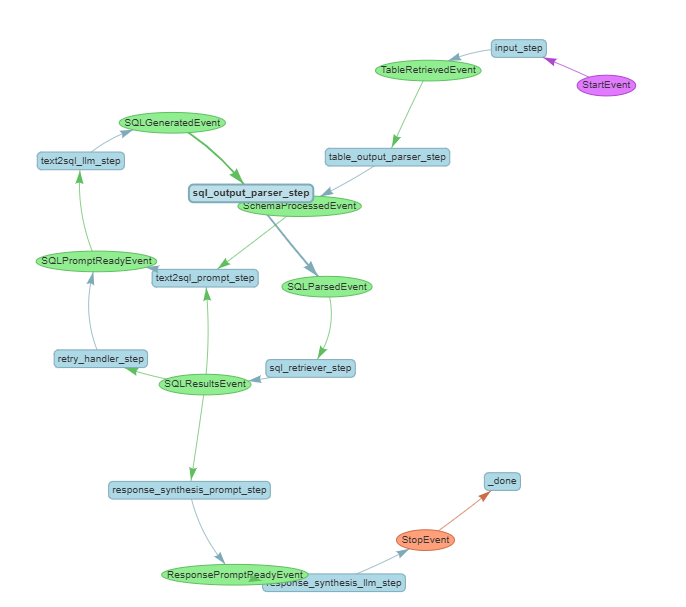 input_step
TableRetrievedEvent
StartEvent
SQLGeneratedEvent
text2sql_llm_step
table_output_parser_step
sql_output_parser_step
SchemaProcessedEvent
SQLPromptReadyEvent
text2sql_prompt_step
SQLParsedEvent
retry_handler_step
sql_retriever_step
SQLResultsEvent
response_synthesis_prompt_step
_done
StopEvent
ResponsePromptReadyEvent
response_synthesis_llm_step